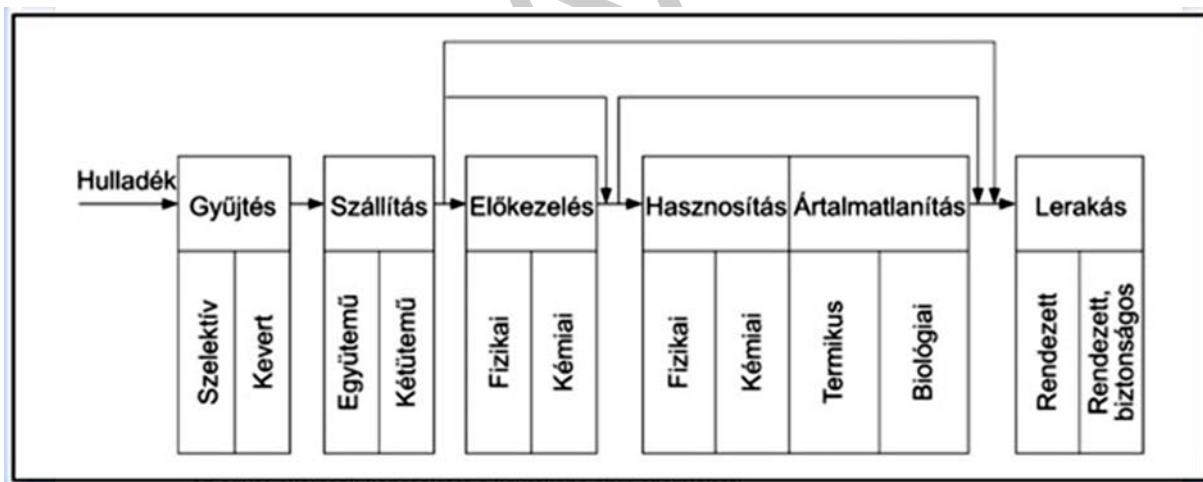 Hulladék
Gyűjtés
Szállítás
Előkezelés
Hasznosítás
Ártalmatlanítás
Lerakás
Szelektív
Kevert
Együtemű
Kétütemű
Fizikai
Kémiai
Fizikai
Kémiai
Termikus
Biológiai
Rendezett
Rendezett,
biztonságos